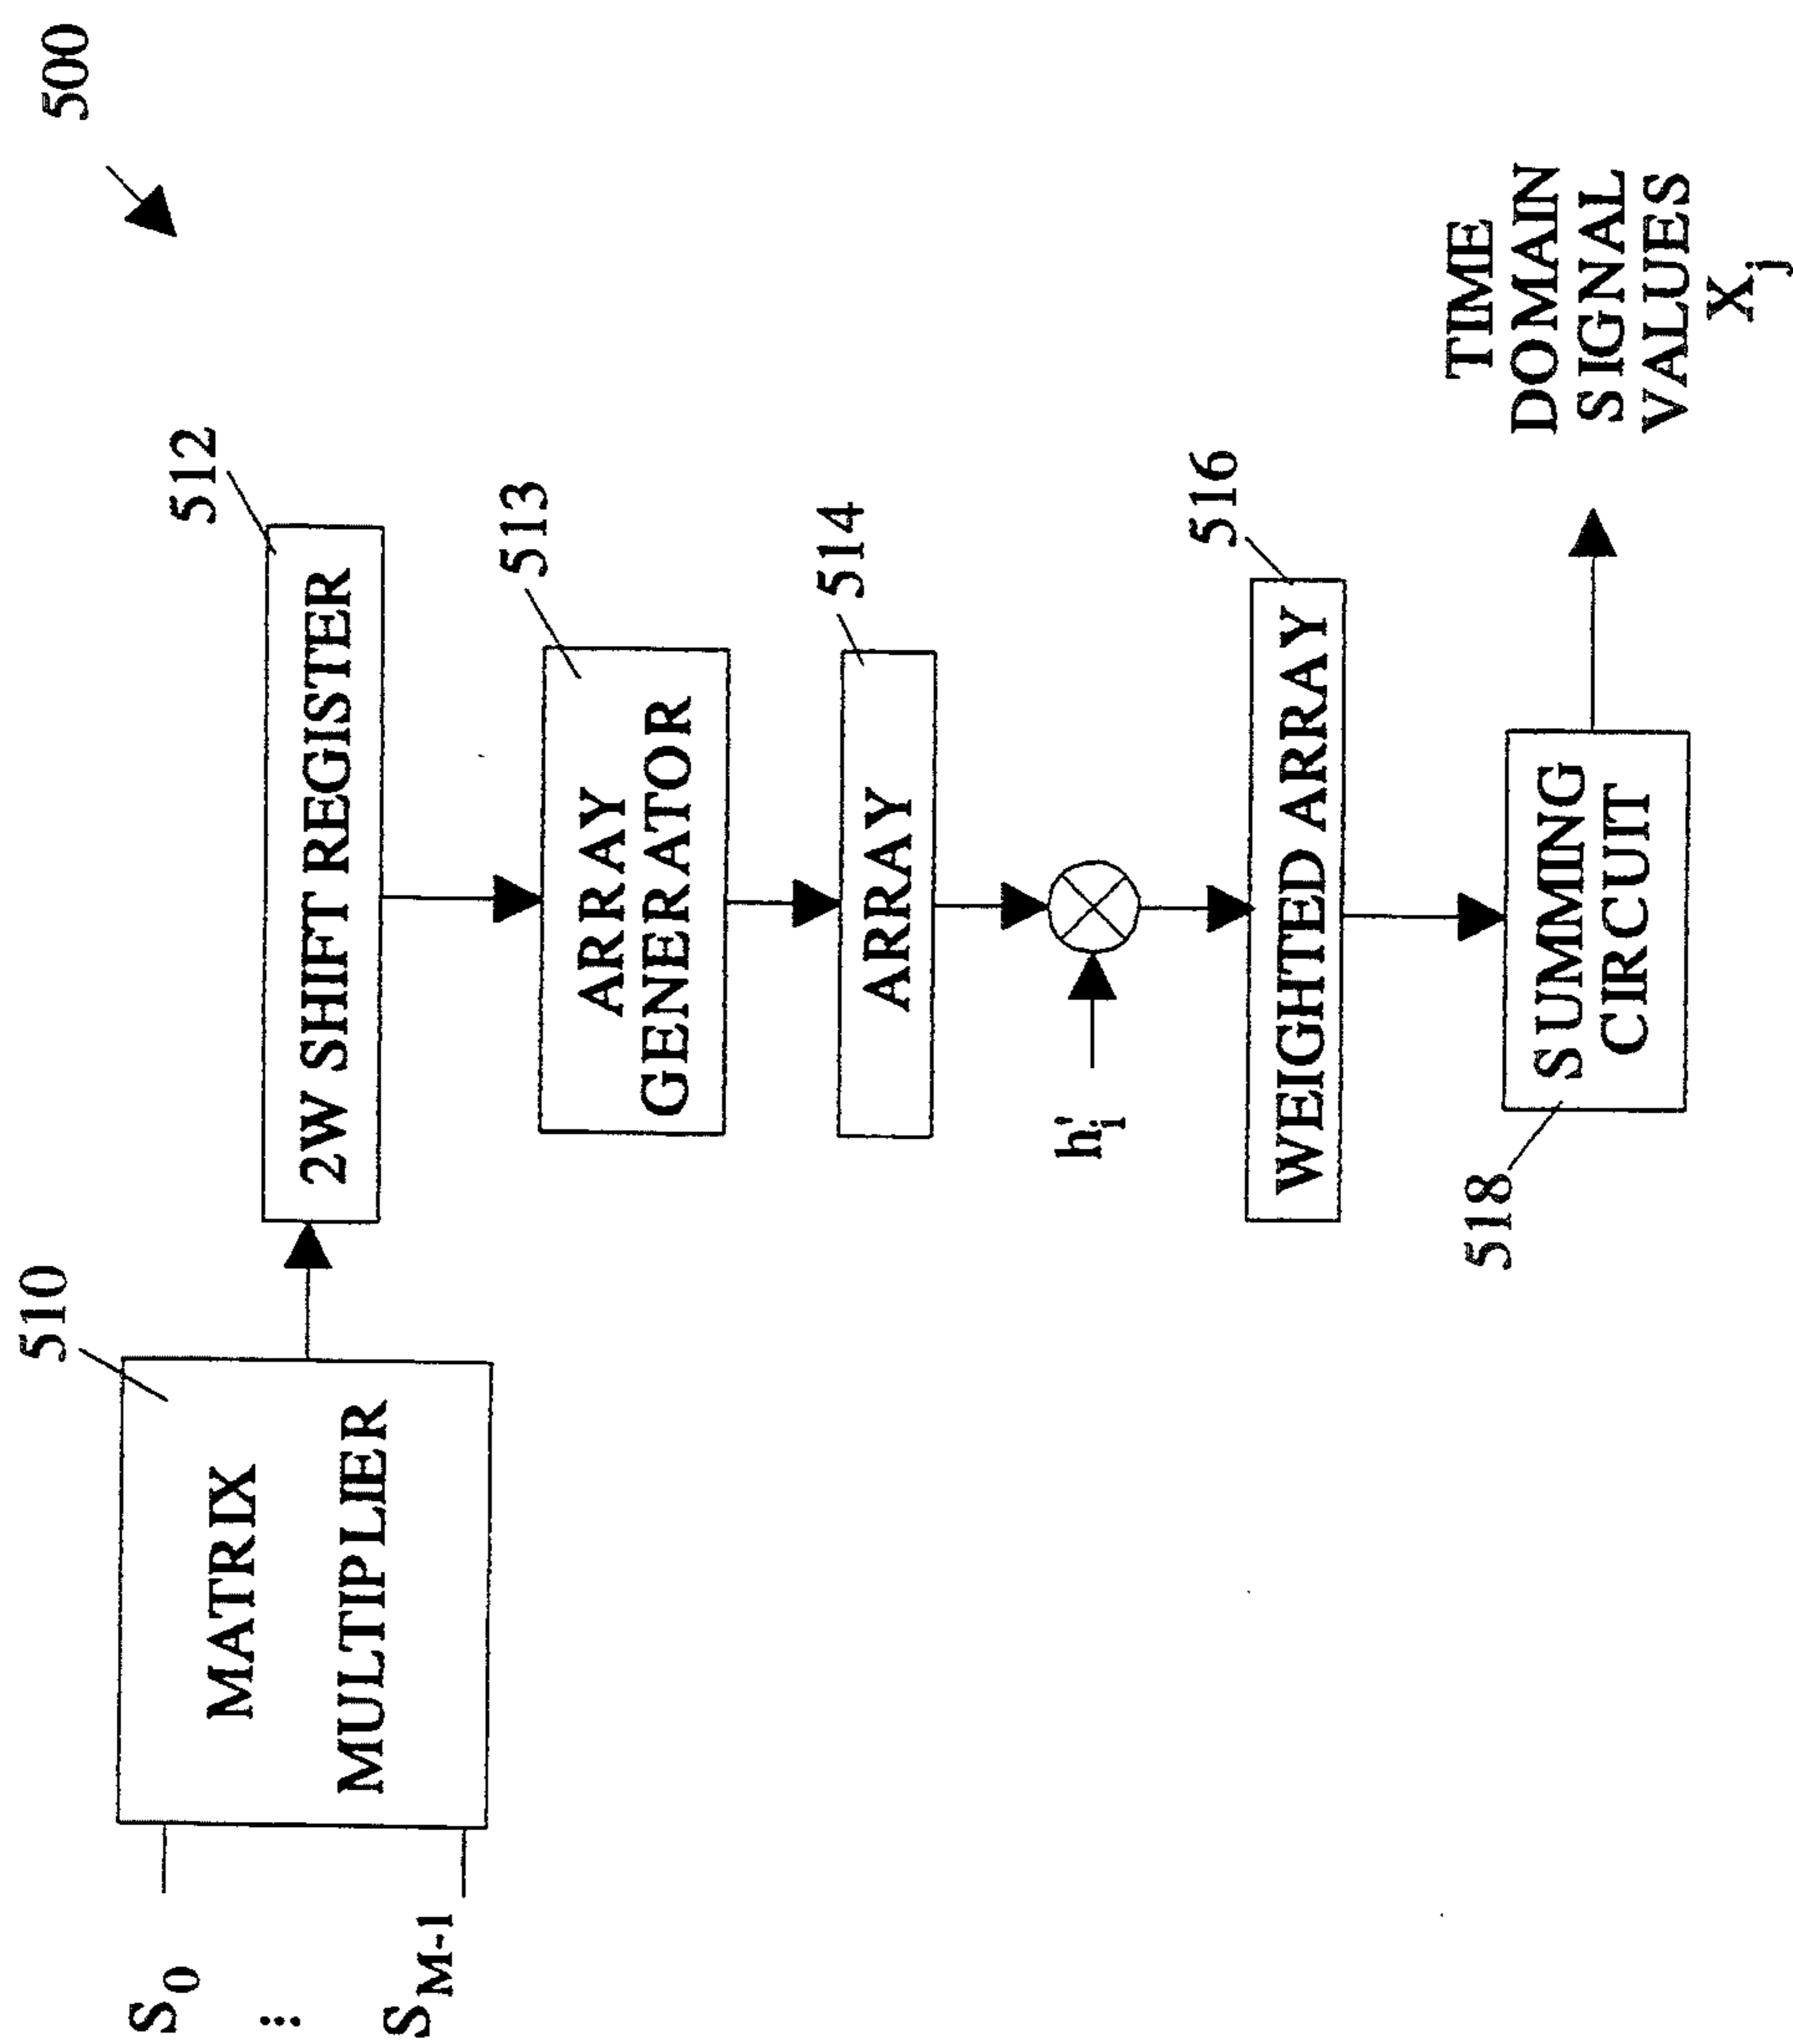 500
510
MATRIX
MULTIPLIER
S0
⋮
SM-1
512
2W SHIFT REGISTER
513
ARRAY
GENERATOR
514
ARRAY
h'i
516
WEIGHTED ARRAY
518
SUMMING
CIRCUIT
TIME
DOMAIN
SIGNAL
VALUES
Xj